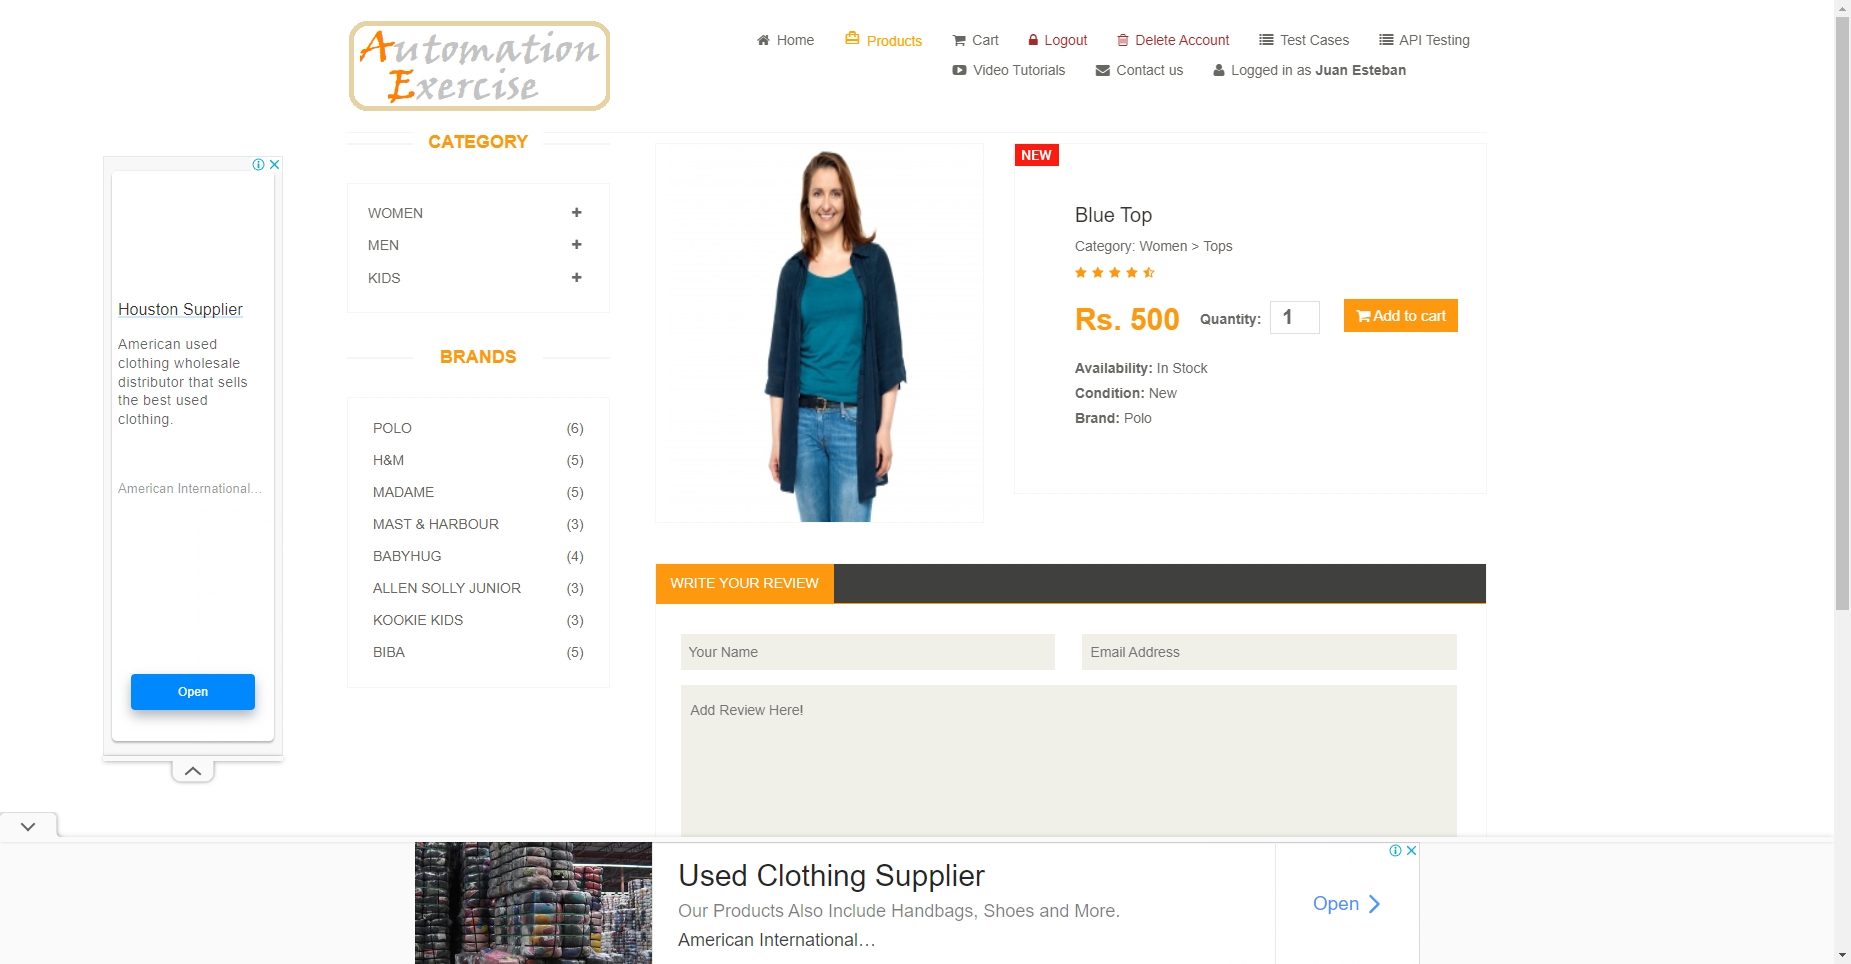 Automation
Exercise
Home
Products
Cart
Logout
Delete Account
Test Cases
API Testing
Video Tutorials
Contact us
Logged in as Juan Esteban
CATEGORY
WOMEN
MEN
KIDS
BRANDS
POLO (6)
H&M (5)
MADAME (5)
MAST & HARBOUR (3)
BABYHUG (4)
ALLEN SOLLY JUNIOR (3)
KOOKIE KIDS (3)
BIBA (5)
Houston Supplier
American used
clothing wholesale
distributor that sells
the best used
clothing.
American International...
Open
NEW
Blue Top
Category: Women > Tops
Rs. 500
Quantity: 1
Add to cart
Availability: In Stock
Condition: New
Brand: Polo
WRITE YOUR REVIEW
Your Name
Email Address
Add Review Here!
Used Clothing Supplier
Our Products Also Include Handbags, Shoes and More.
American International...
Open